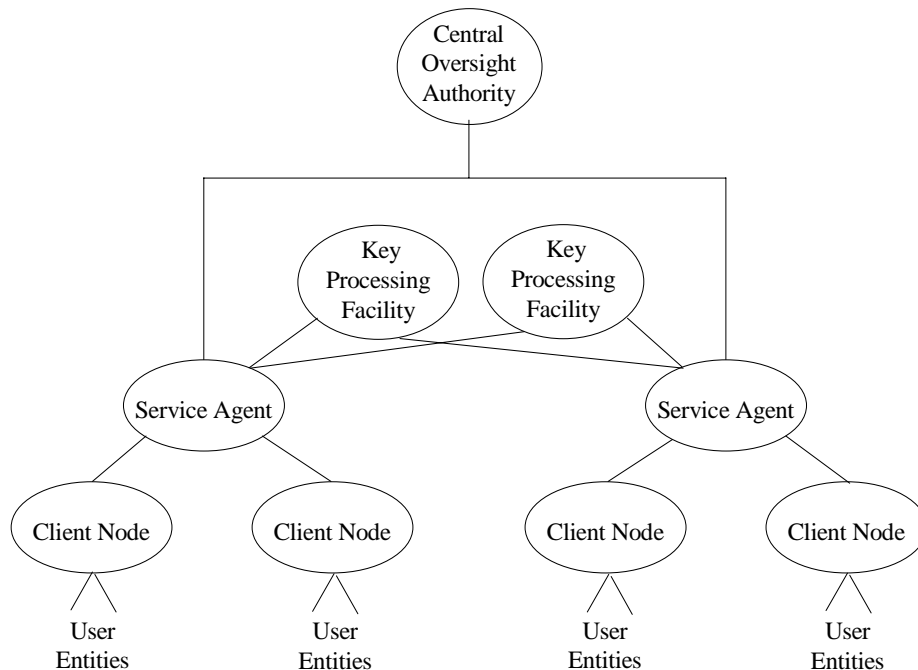 Central
Oversight
Authority
Key
Processing
Facility
Key
Processing
Facility
Service Agent
Service Agent
Client Node
Client Node
Client Node
Client Node
User
Entities
User
Entities
User
Entities
User
Entities